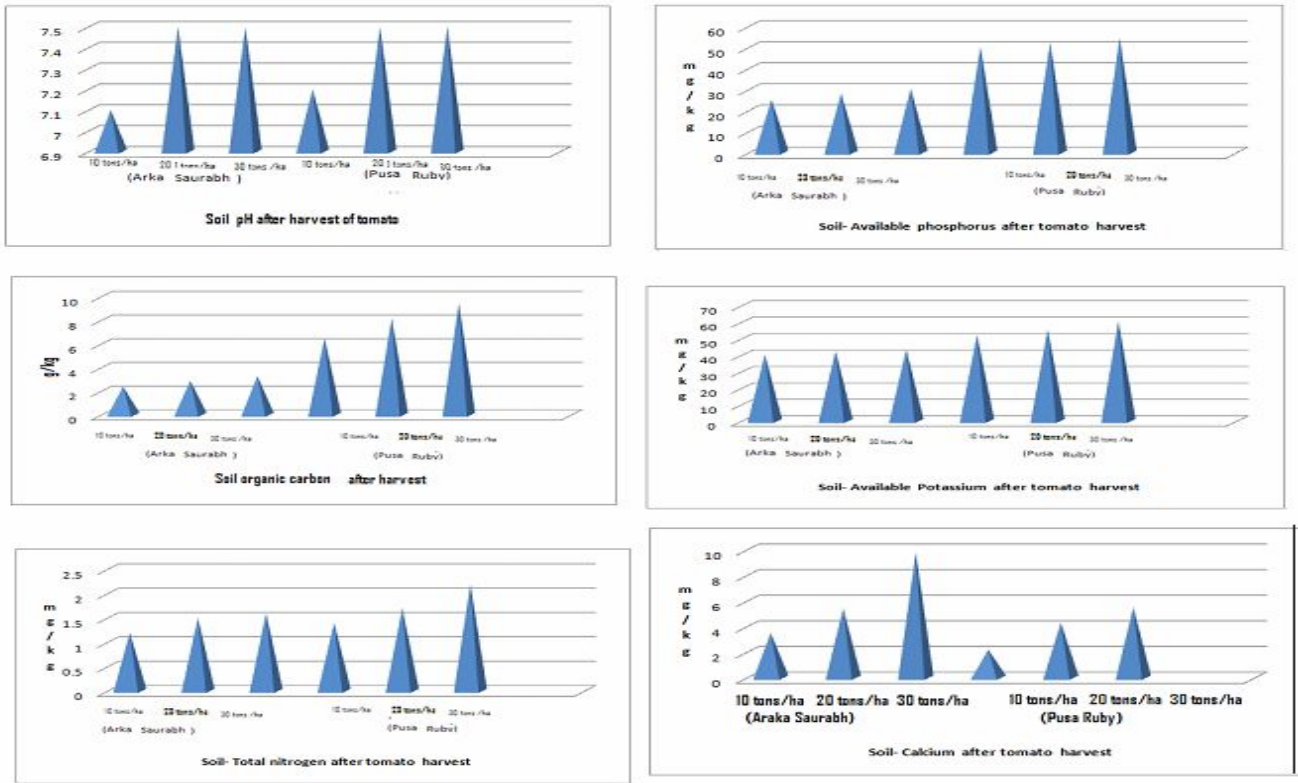 7.5
7.4
7.3
7.2
7.1
7
6.9
10 tons/ha 20 tons/ha 30 tons/ha 10 tons/ha 20 tons/ha tons/ha
(Arka Saurabh ) (Pusa Ruby)
Soil pH after harvest of tomato
60
50
40
30
20
10
0
mg/kg
10 tons/ha 20 tons/ha 30 tons/ha 10 tons/ha 20 tons/ha 30 tons/ha
(Arka Saurabh ) (Pusa Ruby)
Soil- Available phosphorus after tomato harvest
10
8
6
4
2
0
g/kg
10 tons/ha 20 tons/ha 30 tons/ha 10 tons/ha 20 tons/ha 30 tons/ha
(Arka Saurabh ) (Pusa Ruby)
Soil organic carbon after harvest
70
60
50
40
30
20
10
0
mg/kg
10 tons/ha 20 tons/ha 30 tons/ha 10 tons/ha 20 tons/ha 30 tons/ha
(Arka Saurabh ) (Pusa Ruby)
Soil- Available Potassium after tomato harvest
2.5
2
1.5
1
0.5
0
mg/kg
10 tons/ha 20 tons/ha 30 tons/ha 10 tons/ha 20 tons/ha 30 tons/ha
(Arka Saurabh ) (Pusa Ruby)
Soil- Total nitrogen after tomato harvest
10
8
6
4
2
0
mg/kg
10 tons/ha 20 tons/ha 30 tons/ha 10 tons/ha 20 tons/ha 30 tons/ha
(Araka Saurabh) (Pusa Ruby)
Soil- Calcium after tomato harvest